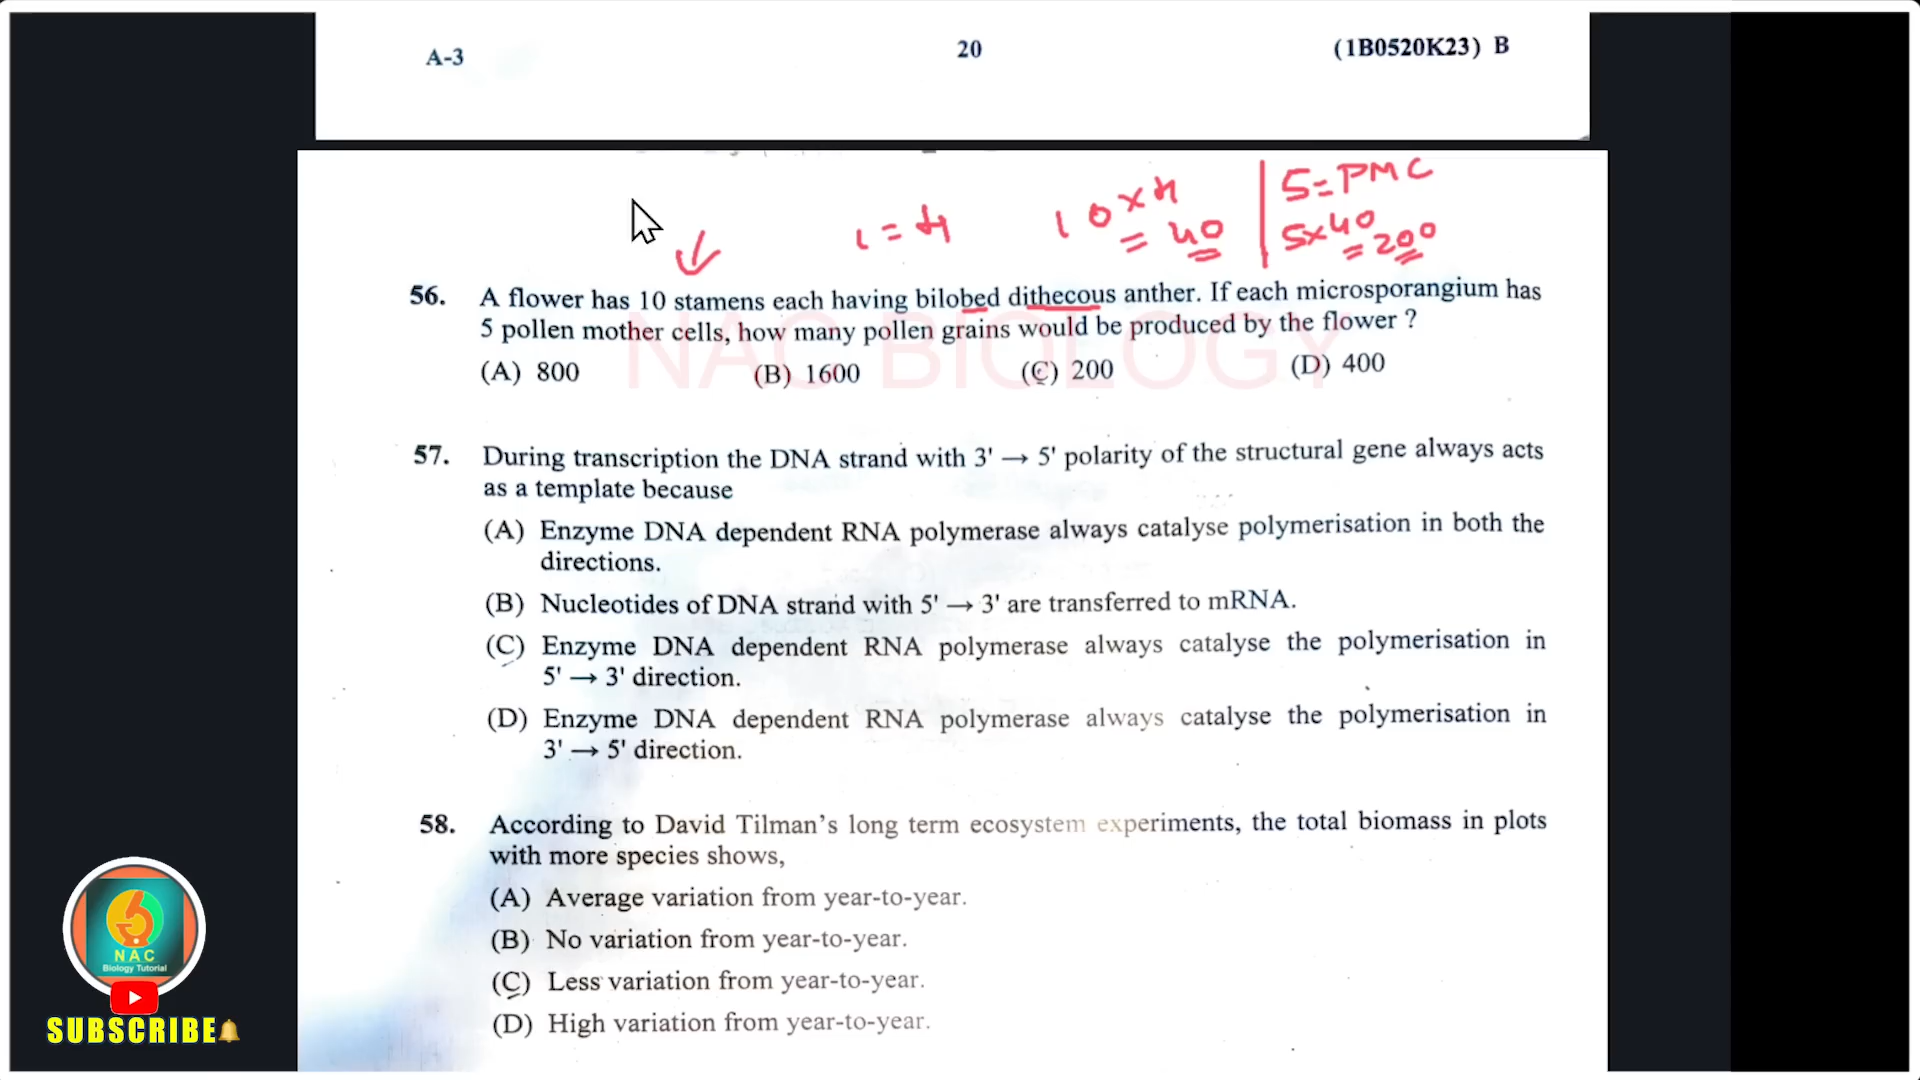 A-3 20 (1B0520K23) B
1 = 4 10 x 4 = 40 5 = PMC
5 x 40 = 200
56. A flower has 10 stamens each having bilobed dithecous anther. If each microsporangium has
5 pollen mother cells, how many pollen grains would be produced by the flower ?
(A) 800 (B) 1600 (C) 200 (D) 400
NAC BIOLOGY
57. During transcription the DNA strand with 3' → 5' polarity of the structural gene always acts
as a template because
(A) Enzyme DNA dependent RNA polymerase always catalyse polymerisation in both the
directions.
(B) Nucleotides of DNA strand with 5' → 3' are transferred to mRNA.
(C) Enzyme DNA dependent RNA polymerase always catalyse the polymerisation in
5' → 3' direction.
(D) Enzyme DNA dependent RNA polymerase always catalyse the polymerisation in
3' → 5' direction.
58. According to David Tilman's long term ecosystem experiments, the total biomass in plots
with more species shows,
(A) Average variation from year-to-year.
(B) No variation from year-to-year.
(C) Less variation from year-to-year.
(D) High variation from year-to-year.
NAC
Biology Tutorial
SUBSCRIBE